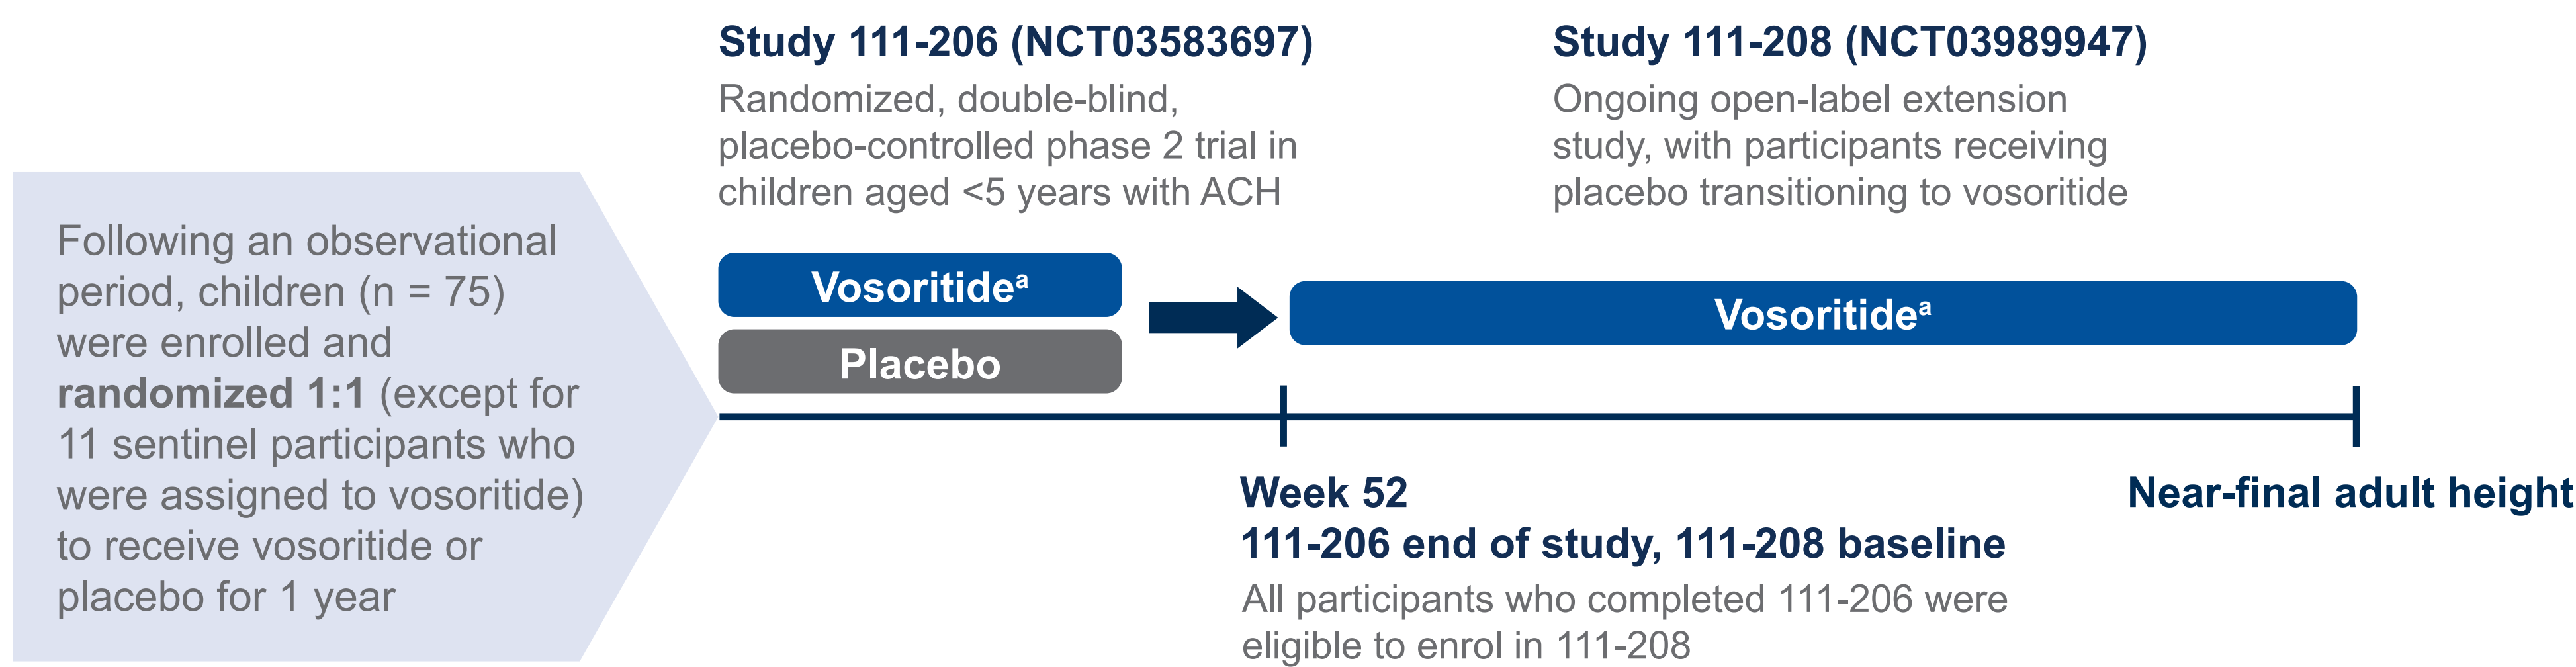 Following an observational
period, children (n = 75)
were enrolled and
randomized 1:1 (except for
11 sentinel participants who
were assigned to vosoritide)
to receive vosoritide or
placebo for 1 year
Study 111-206 (NCT03583697)
Randomized, double-blind,
placebo-controlled phase 2 trial in
children aged <5 years with ACH
Vosoritideᵃ
Placebo
Study 111-208 (NCT03989947)
Ongoing open-label extension
study, with participants receiving
placebo transitioning to vosoritide
Vosoritideᵃ
Week 52
111-206 end of study, 111-208 baseline
All participants who completed 111-206 were
eligible to enrol in 111-208
Near-final adult height